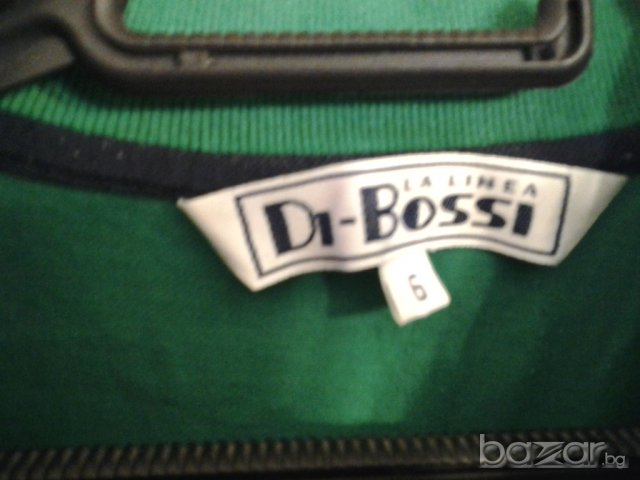 LA LINEA
DI-BOSSI
6
bazar.bg